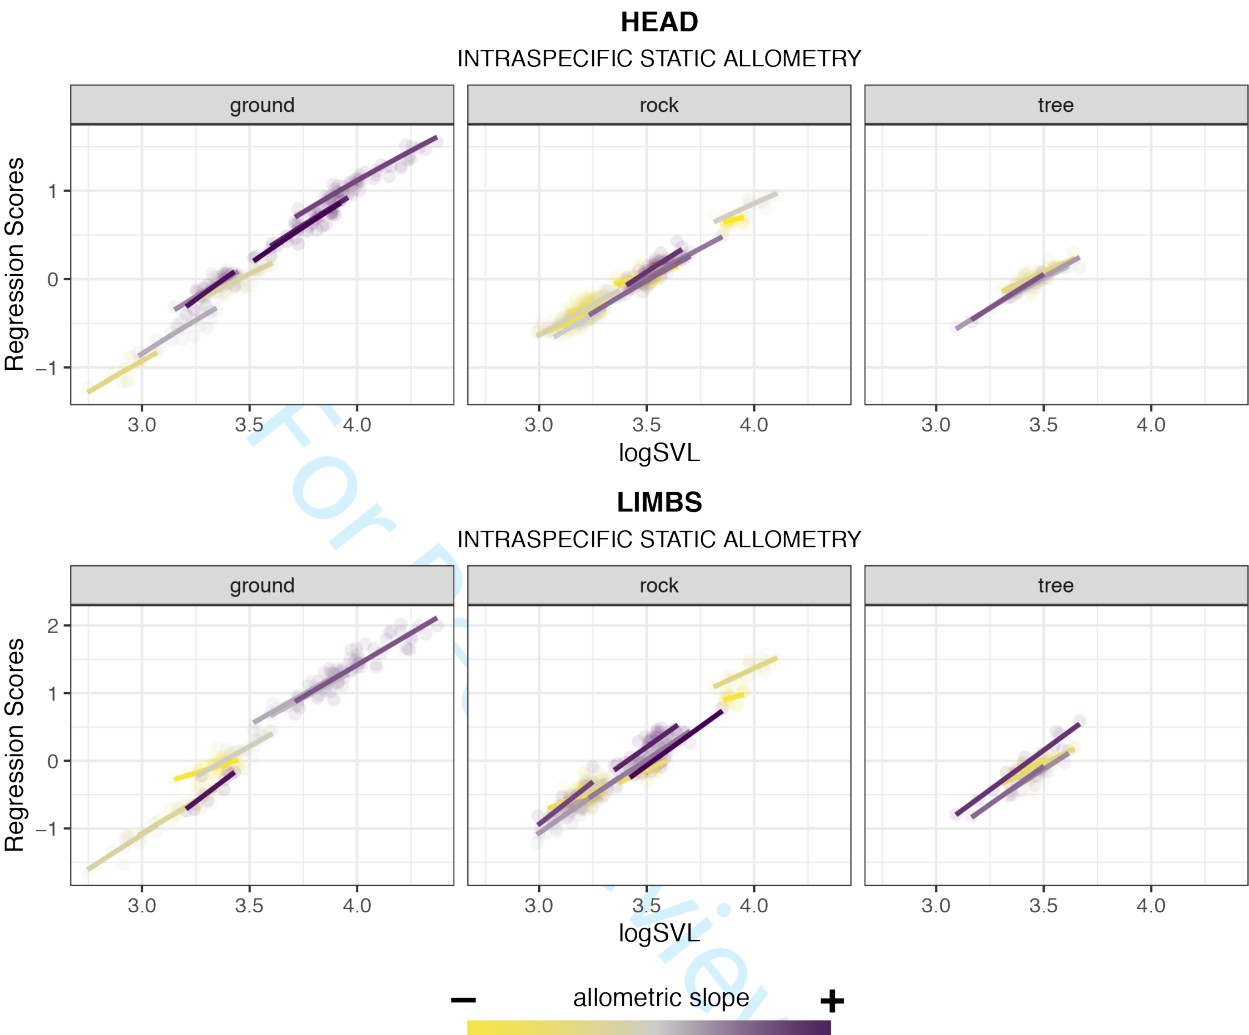 HEAD
INTRASPECIFIC STATIC ALLOMETRY
ground rock tree
Regression Scores
1
0
−1
3.0 3.5 4.0 3.0 3.5 4.0 3.0 3.5 4.0
logSVL
For
LIMBS
INTRASPECIFIC STATIC ALLOMETRY
ground rock tree
Regression Scores
2
1
0
−1
3.0 3.5 4.0 3.0 3.5 4.0 3.0 3.5 4.0
logSVL
− allometric slope +